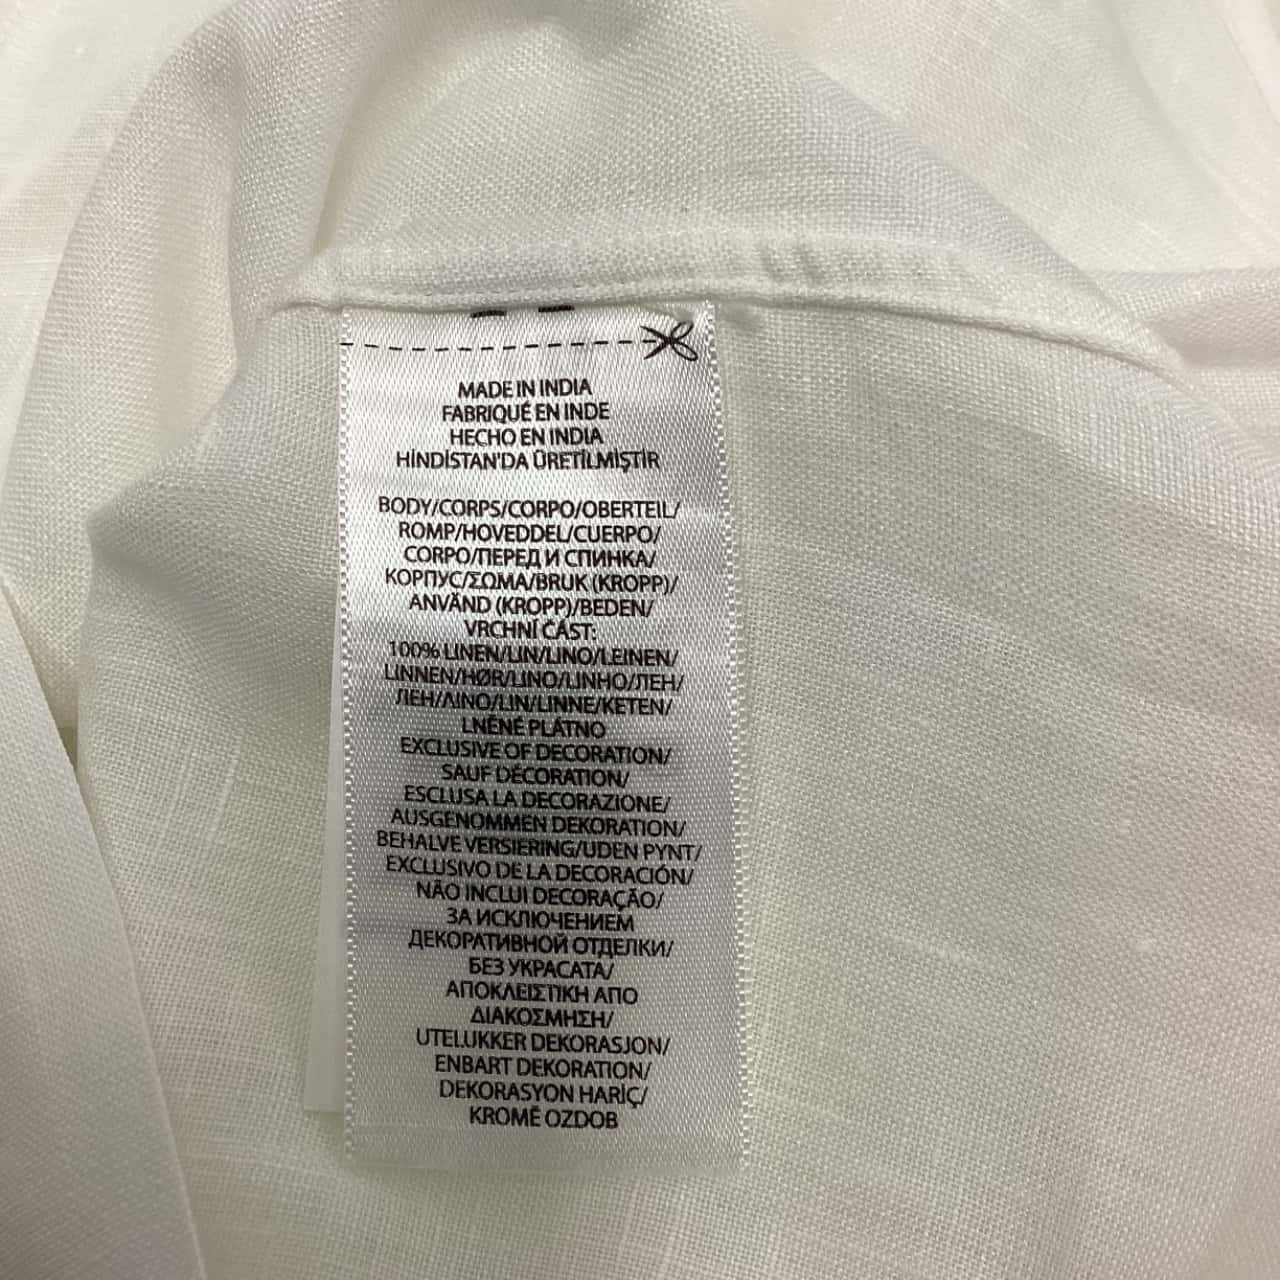 MADE IN INDIA
FABRIQUÉ EN INDE
HECHO EN INDIA
HİNDİSTAN'DA ÜRETİLMİŞTİR
BODY/CORPS/CORPO/OBERTEIL/
ROMP/HOVEDDEL/CUERPO/
CORPO/ПЕРЕД И СПИНКА/
КОРПУС/ΣΩΜΑ/BRUK (KROPP)/
ANVÄND (KROPP)/BEDEN/
VRCHNÍ ČÁST:
100% LINEN/LIN/LINO/LEINEN/
LINNEN/HØR/LINO/LINHO/ЛЕН/
ЛЕН/ΛΙΝΟ/LIN/LINNE/KETEN/
LNĚNÉ PLÁTNO
EXCLUSIVE OF DECORATION/
SAUF DÉCORATION/
ESCLUSA LA DECORAZIONE/
AUSGENOMMEN DEKORATION/
BEHALVE VERSIERING/UDEN PYNT/
EXCLUSIVO DE LA DECORACIÓN/
NÃO INCLUI DECORAÇÃO/
ЗА ИСКЛЮЧЕНИЕМ
ДЕКОРАТИВНОЙ ОТДЕЛКИ/
БЕЗ УКРАСАТА/
ΑΠΟΚΛΕΙΣΤΙΚΗ ΑΠΟ
ΔΙΑΚΟΣΜΗΣΗ/
UTELUKKER DEKORASJON/
ENBART DEKORATION/
DEKORASYON HARİÇ/
KROMĚ OZDOB